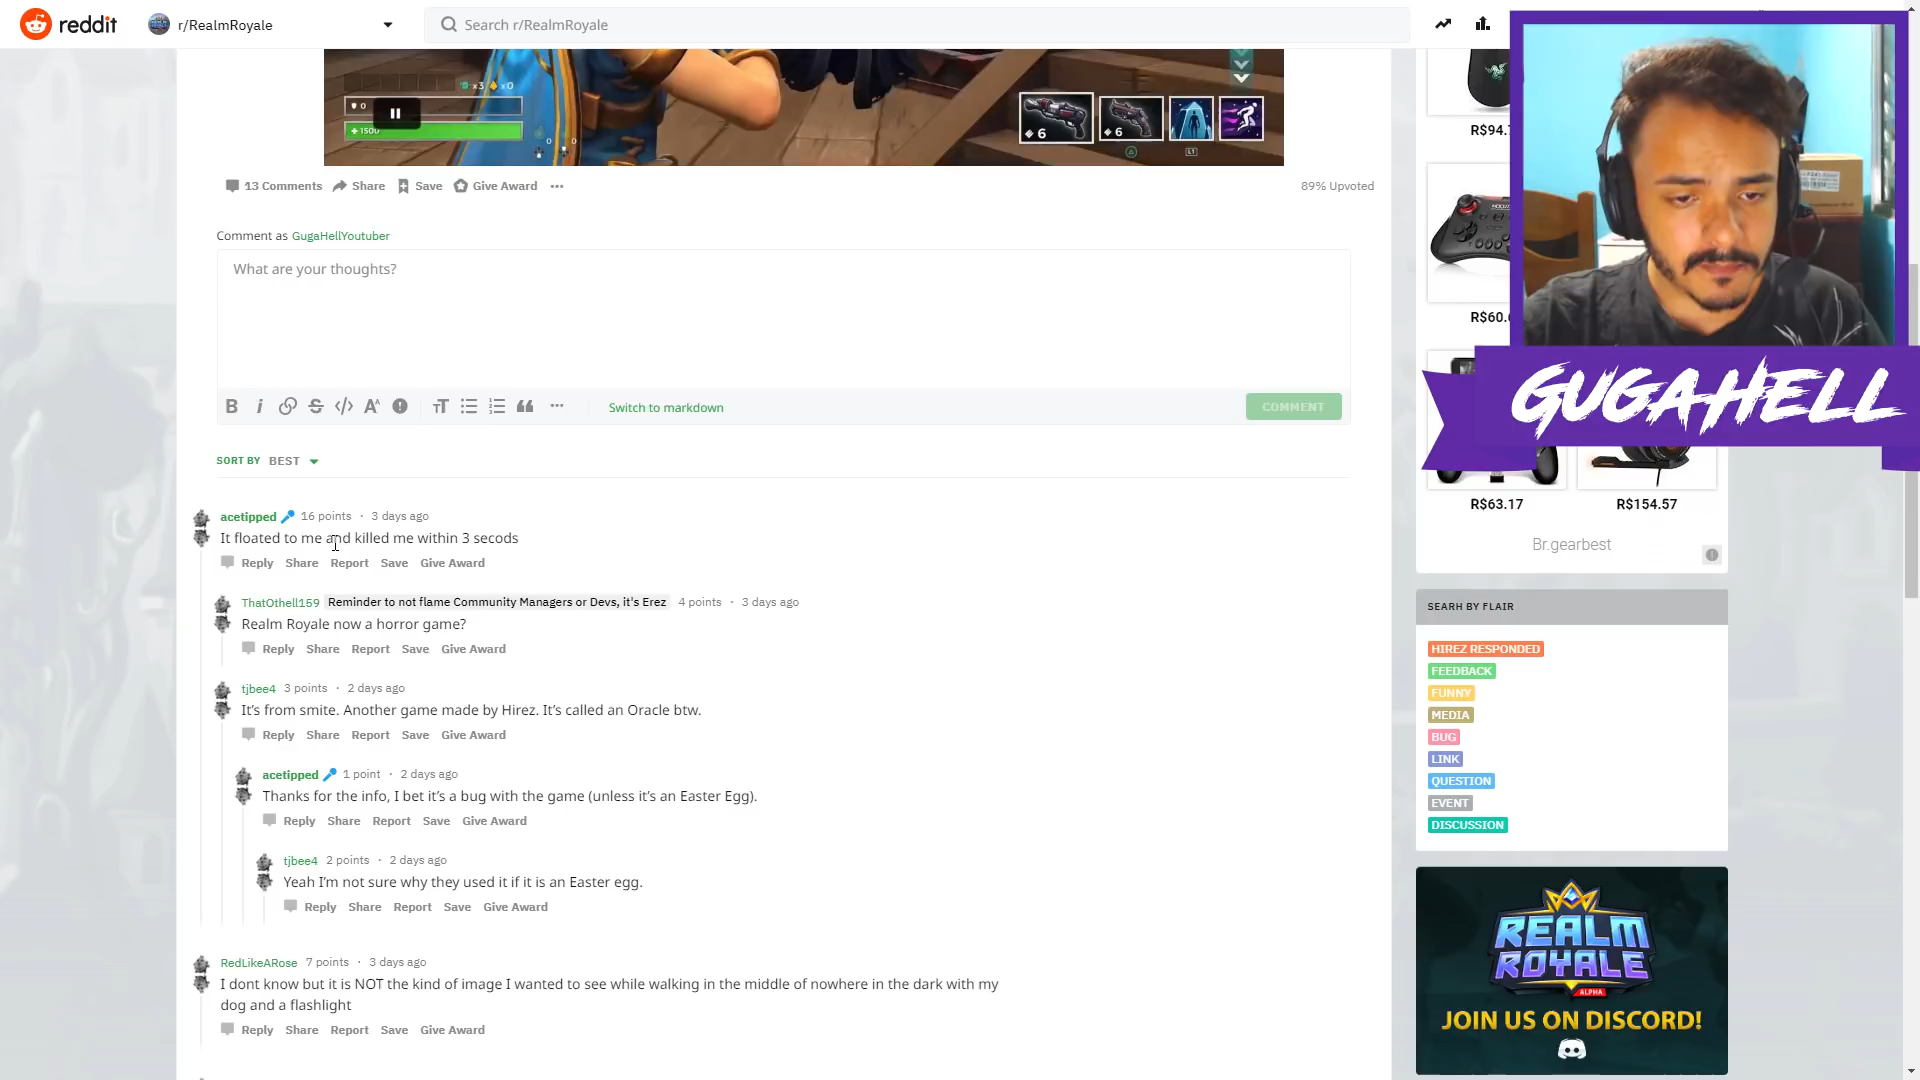 reddit
r/RealmRoyale
Search r/RealmRoyale
x3 x0
0
+1500
0 0
6
6
L1
13 Comments Share Save Give Award ···
89% Upvoted
Comment as GugaHellYoutuber
What are your thoughts?
B i S </> A T ···
Switch to markdown
COMMENT
SORT BY BEST
acetipped 16 points · 3 days ago
It floated to me and killed me within 3 secods
Reply Share Report Save Give Award
ThatOthell159 Reminder to not flame Community Managers or Devs, it's Erez 4 points · 3 days ago
Realm Royale now a horror game?
Reply Share Report Save Give Award
tjbee4 3 points · 2 days ago
It's from smite. Another game made by Hirez. It's called an Oracle btw.
Reply Share Report Save Give Award
acetipped 1 point · 2 days ago
Thanks for the info, I bet it's a bug with the game (unless it's an Easter Egg).
Reply Share Report Save Give Award
tjbee4 2 points · 2 days ago
Yeah I'm not sure why they used it if it is an Easter egg.
Reply Share Report Save Give Award
RedLikeARose 7 points · 3 days ago
I dont know but it is NOT the kind of image I wanted to see while walking in the middle of nowhere in the dark with my
dog and a flashlight
Reply Share Report Save Give Award
GUGAHELL
R$63.17 R$154.57
Br.gearbest
SEARH BY FLAIR
HIREZ RESPONDED
FEEDBACK
FUNNY
MEDIA
BUG
LINK
QUESTION
EVENT
DISCUSSION
REALM
ROYALE
ALPHA
JOIN US ON DISCORD!